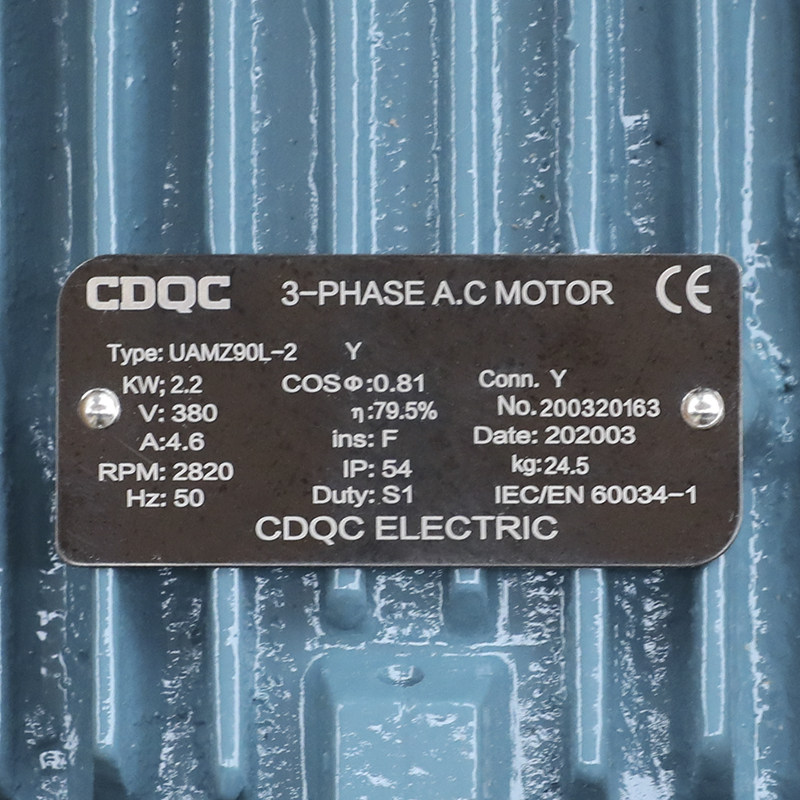 CDQC 3-PHASE A.C MOTOR CE
Type: UAMZ90L-2 Y
KW; 2.2 COSΦ:0.81 Conn. Y
V: 380 η:79.5% No. 200320163
A:4.6 ins: F Date: 202003
RPM: 2820 IP: 54 kg:24.5
Hz: 50 Duty: S1 IEC/EN 60034-1
CDQC ELECTRIC